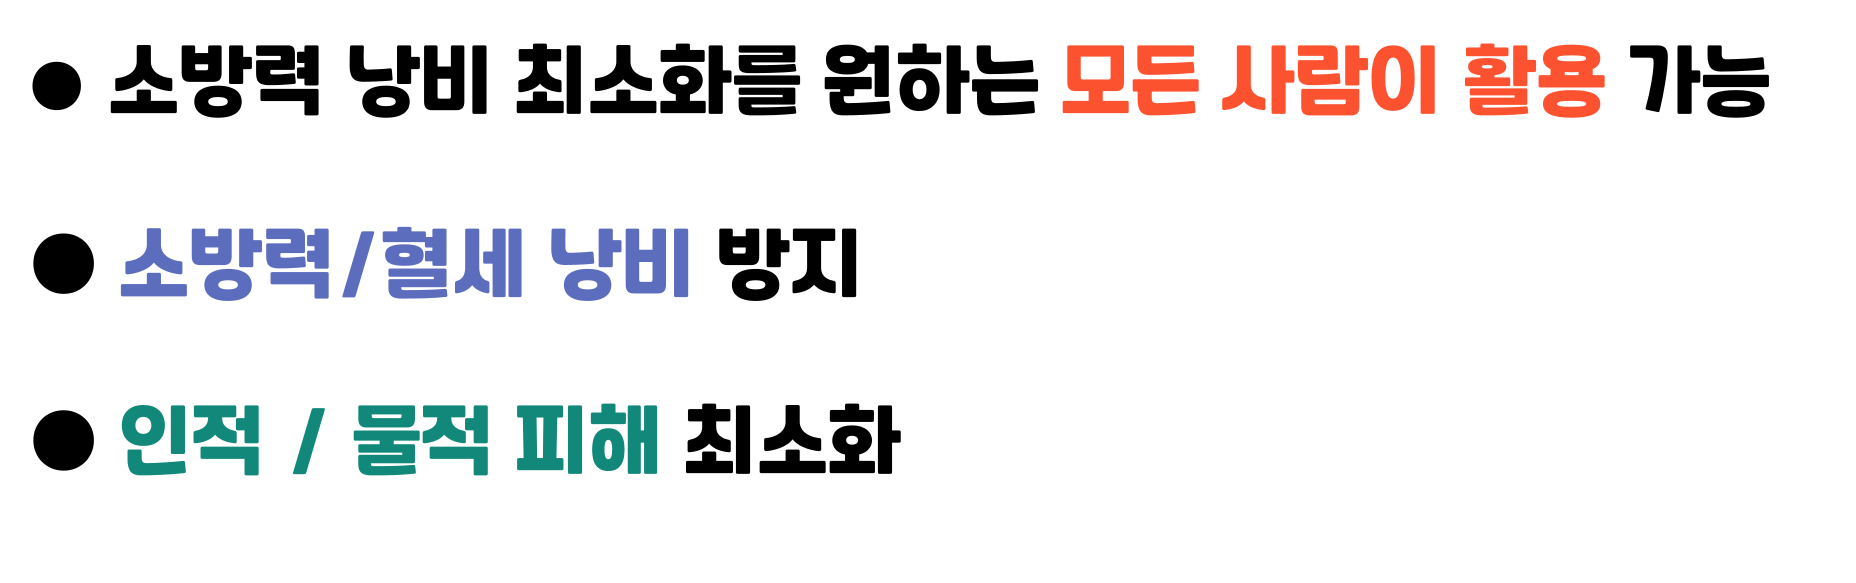 ● 소방력 낭비 최소화를 원하는 모든 사람이 활용 가능
● 소방력/혈세 낭비 방지
● 인적 / 물적 피해 최소화